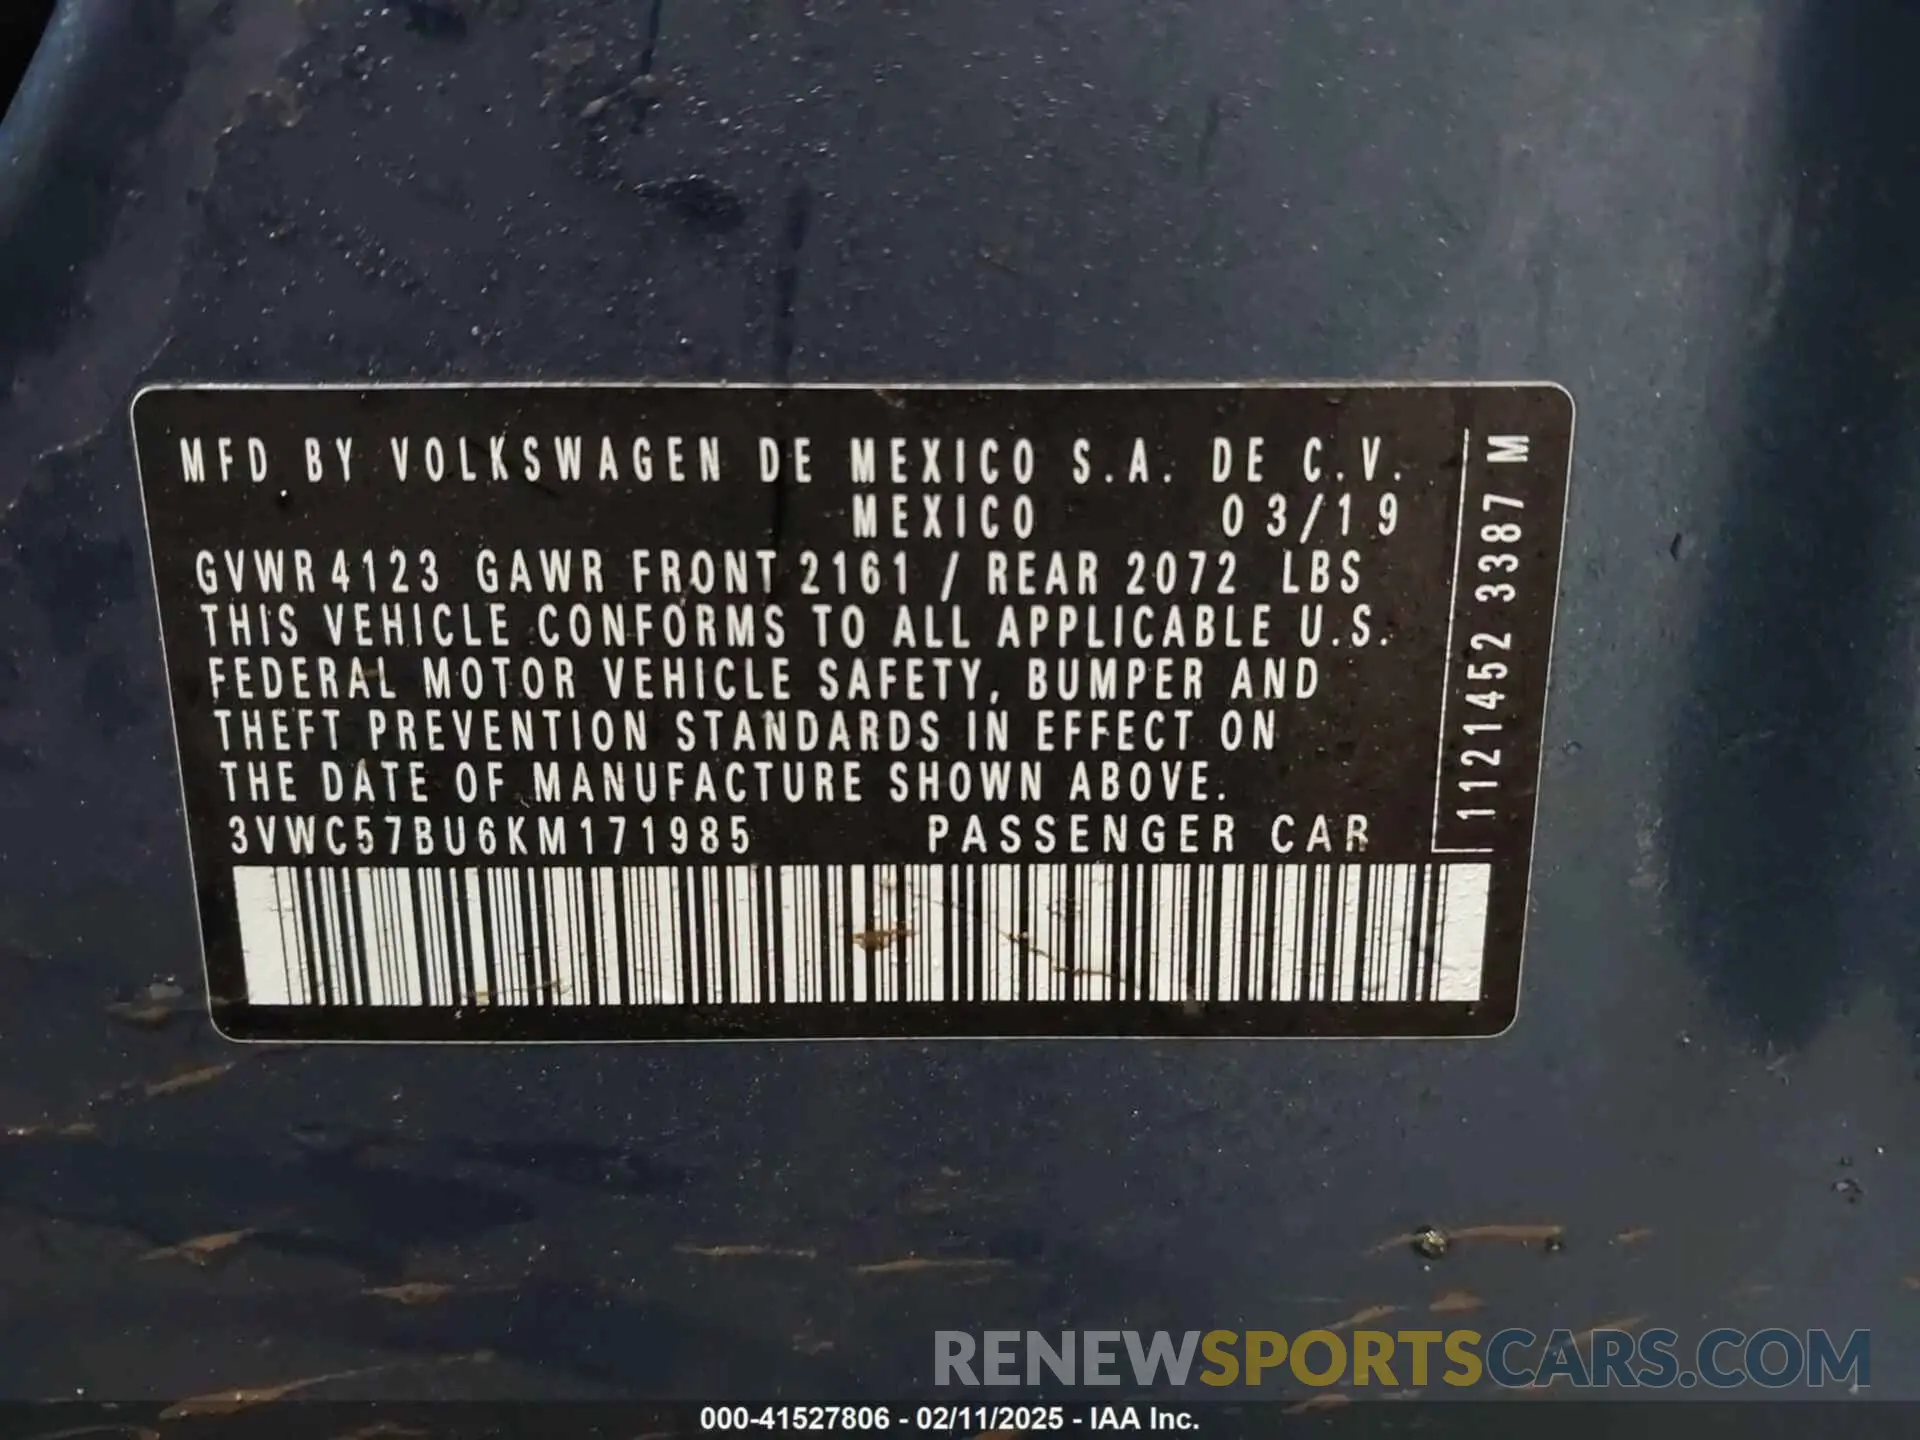 MFD BY VOLKSWAGEN DE MEXICO S.A. DE C.V.
MEXICO 03/19
GVWR 4123 GAWR FRONT 2161 / REAR 2072 LBS
THIS VEHICLE CONFORMS TO ALL APPLICABLE U.S.
FEDERAL MOTOR VEHICLE SAFETY, BUMPER AND
THEFT PREVENTION STANDARDS IN EFFECT ON
THE DATE OF MANUFACTURE SHOWN ABOVE.
3VWC57BU6KM171985 PASSENGER CAR
1121452 3387 M
RENEWSPORTSCARS.COM
000-41527806 - 02/11/2025 - IAA Inc.